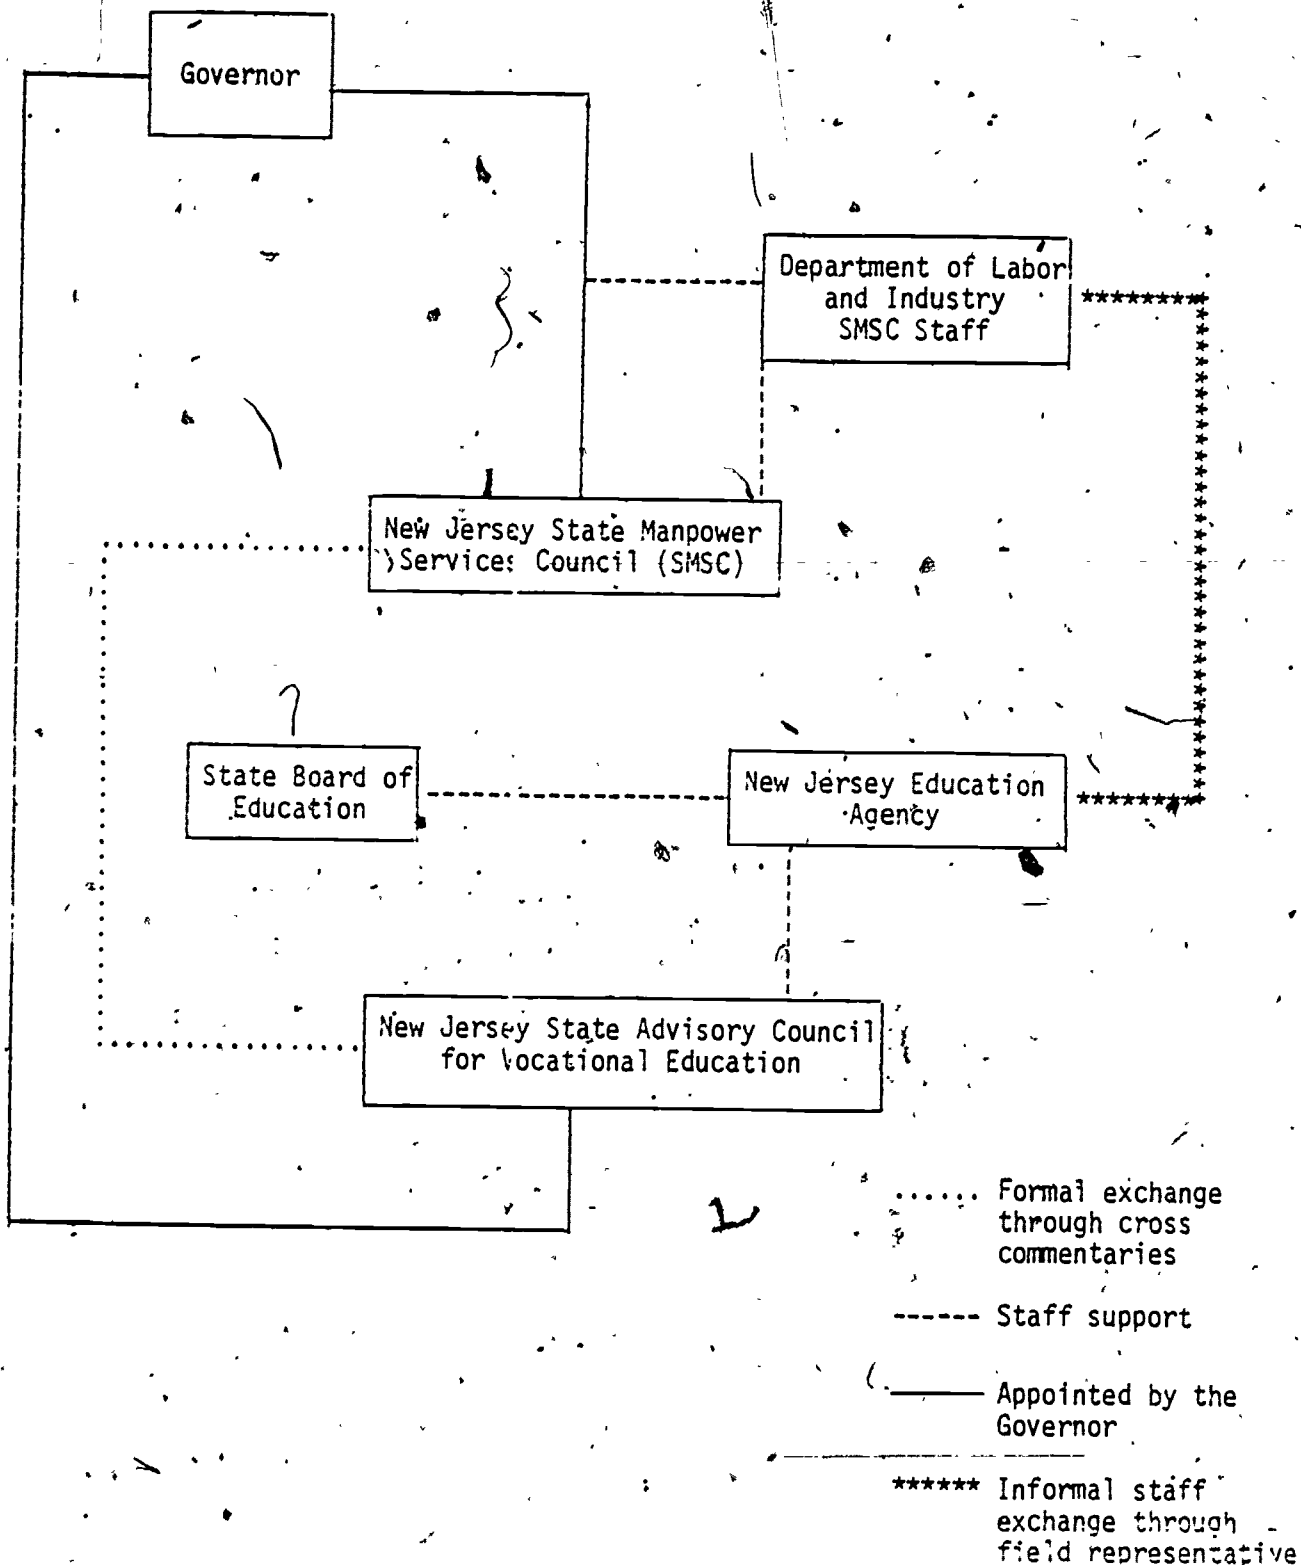 Governor
Department of Labor
and Industry
SMSC Staff
New Jersey State Manpower
Services Council (SMSC)
State Board of
Education
New Jersey Education
Agency
New Jersey State Advisory Council
for Vocational Education
...... Formal exchange
through cross
commentaries
------ Staff support
Appointed by the
Governor
****** Informal staff
exchange through
field representative